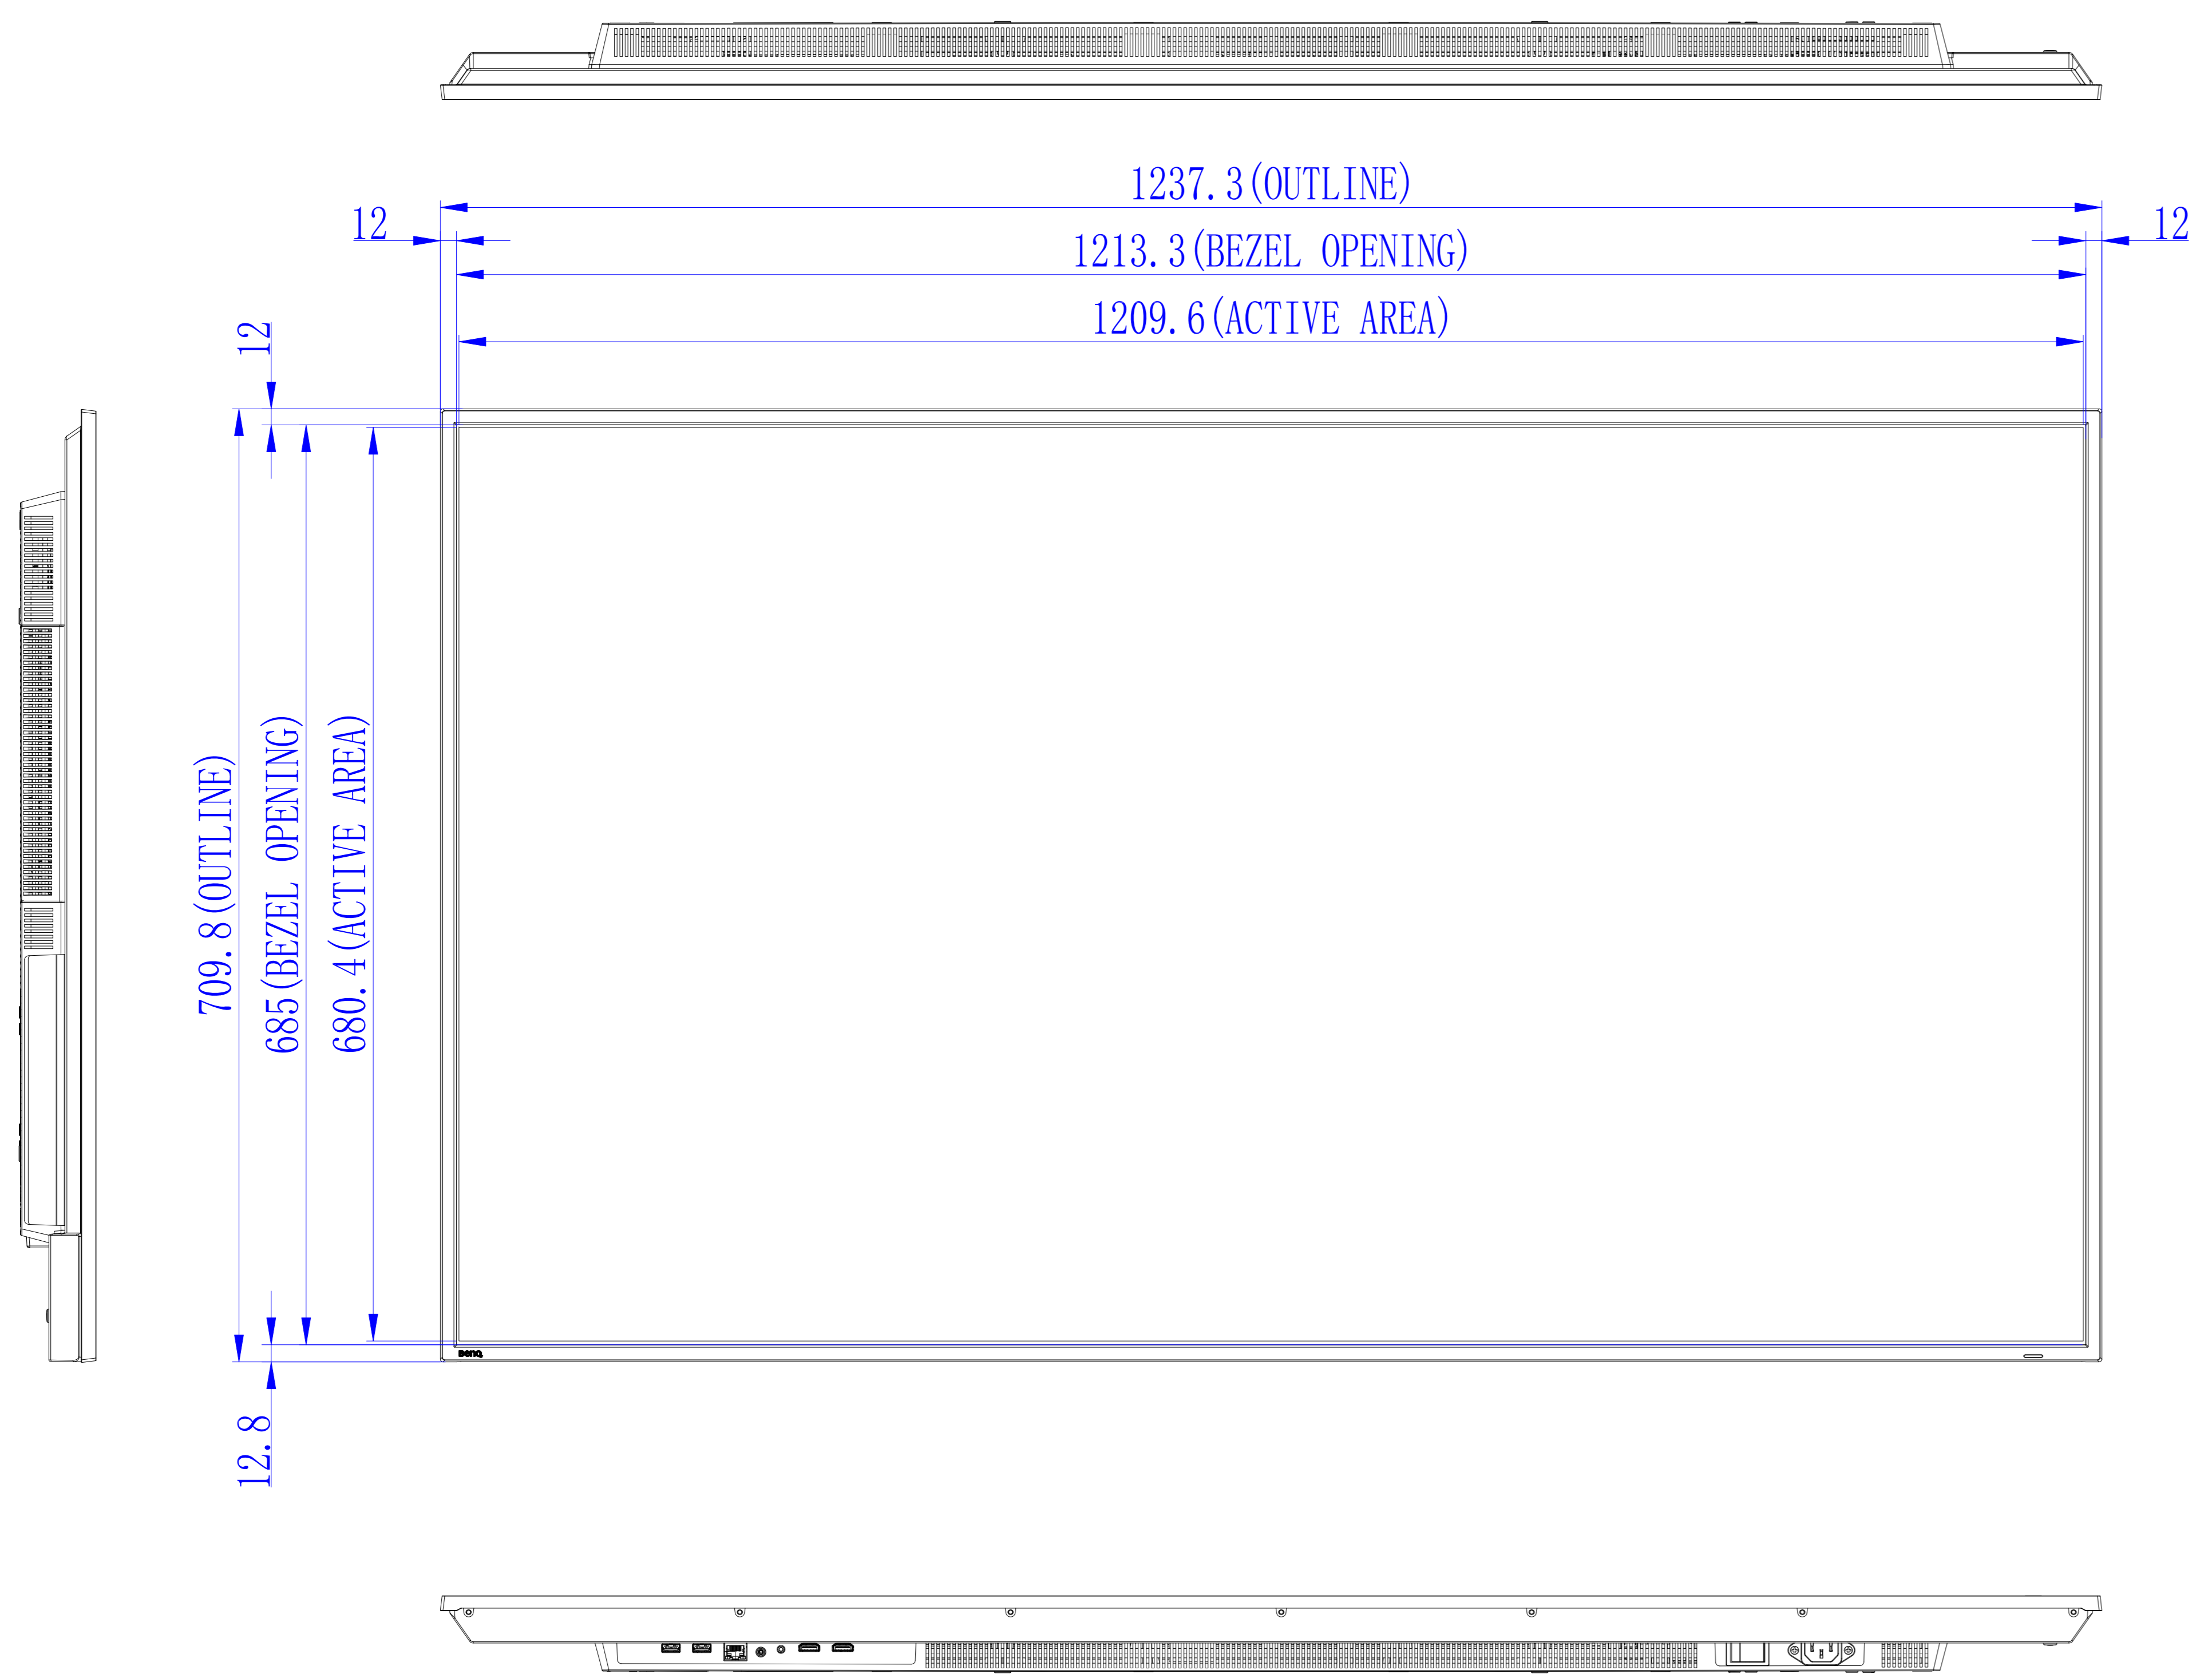 1237.3(OUTLINE)
12
12
1213.3(BEZEL OPENING)
1209.6(ACTIVE AREA)
12
709.8(OUTLINE)
685(BEZEL OPENING)
680.4(ACTIVE AREA)
BenQ
12.8